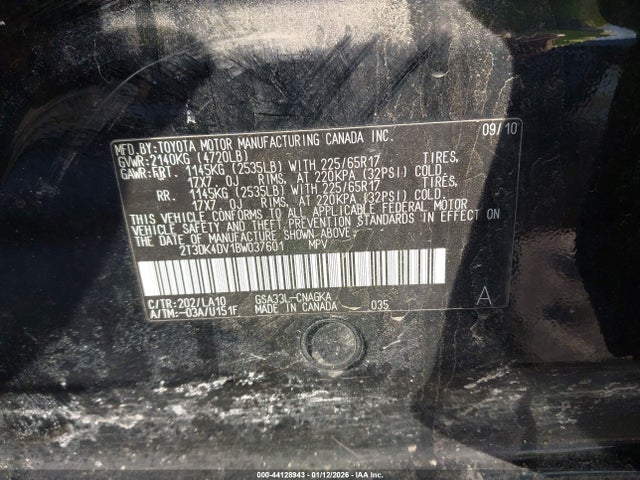 MFD.BY:TOYOTA MOTOR MANUFACTURING CANADA INC. 09/10
GVWR:2140KG (4720LB)
GAWR:FRT. 1145KG (2535LB) WITH 225/65R17 TIRES,
17X7.0J RIMS, AT 220KPA (32PSI) COLD.
RR. 1145KG (2535LB) WITH 225/65R17 TIRES,
17X7.0J RIMS, AT 220KPA (32PSI) COLD.
THIS VEHICLE CONFORMS TO ALL APPLICABLE FEDERAL MOTOR
VEHICLE SAFETY AND THEFT PREVENTION STANDARDS IN EFFECT ON
THE DATE OF MANUFACTURE SHOWN ABOVE.
2T3DK4DV1BW037601 MPV
C/TR:202/LA10 GSA33L-CNAGKA A
A/TM:-03A/U151F MADE IN CANADA 035
000-44128943 - 01/12/2026 - IAA Inc.